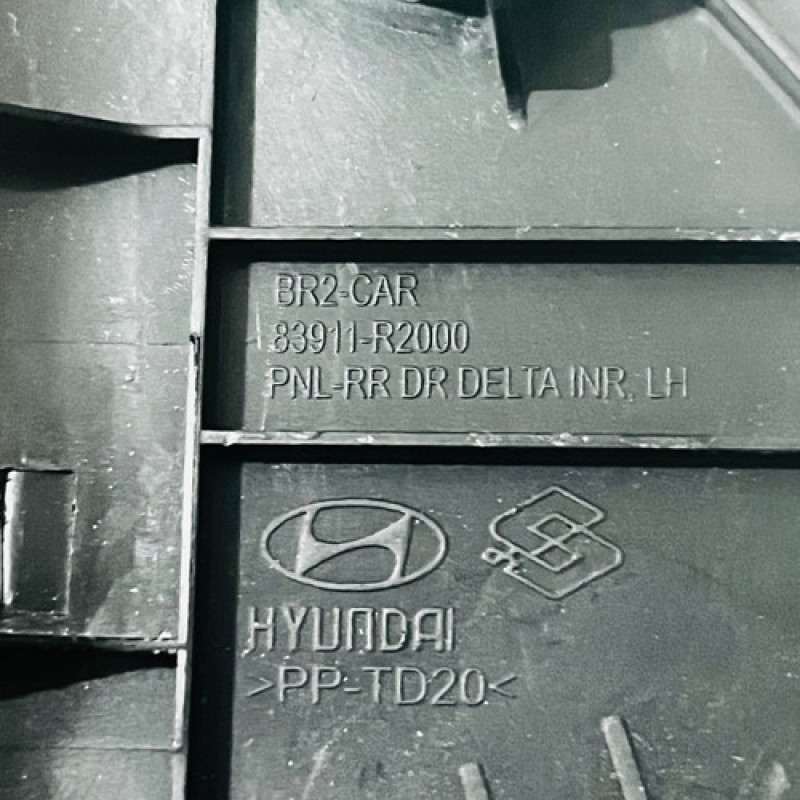 BR2-CAR
83911-R2000
PNL-RR DR DELTA INR, LH
HYUNDAI
>PP-TD20<